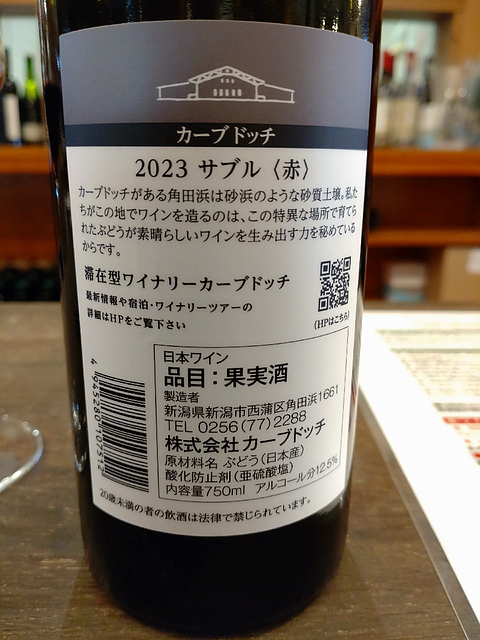 カーブドッチ
2023 サブル〈赤〉
カーブドッチがある角田浜は砂浜のような砂質土壌。私た
ちがこの地でワインを造るのは、この特異な場所で育てら
れたぶどうが素晴らしいワインを生み出す力を秘めている
からです。
滞在型ワイナリーカーブドッチ
最新情報や宿泊・ワイナリーツアーの
詳細はHPをご覧下さい
(HPはこちら)
日本ワイン
品目：果実酒
製造者
新潟県新潟市西蒲区角田浜1661
TEL 0256(77)2288
株式会社 カーブドッチ
原材料名 ぶどう(日本産)
酸化防止剤(亜硫酸塩)
内容量750ml アルコール分12.5%
4 945280 107512
20歳未満の者の飲酒は法律で禁じられています。